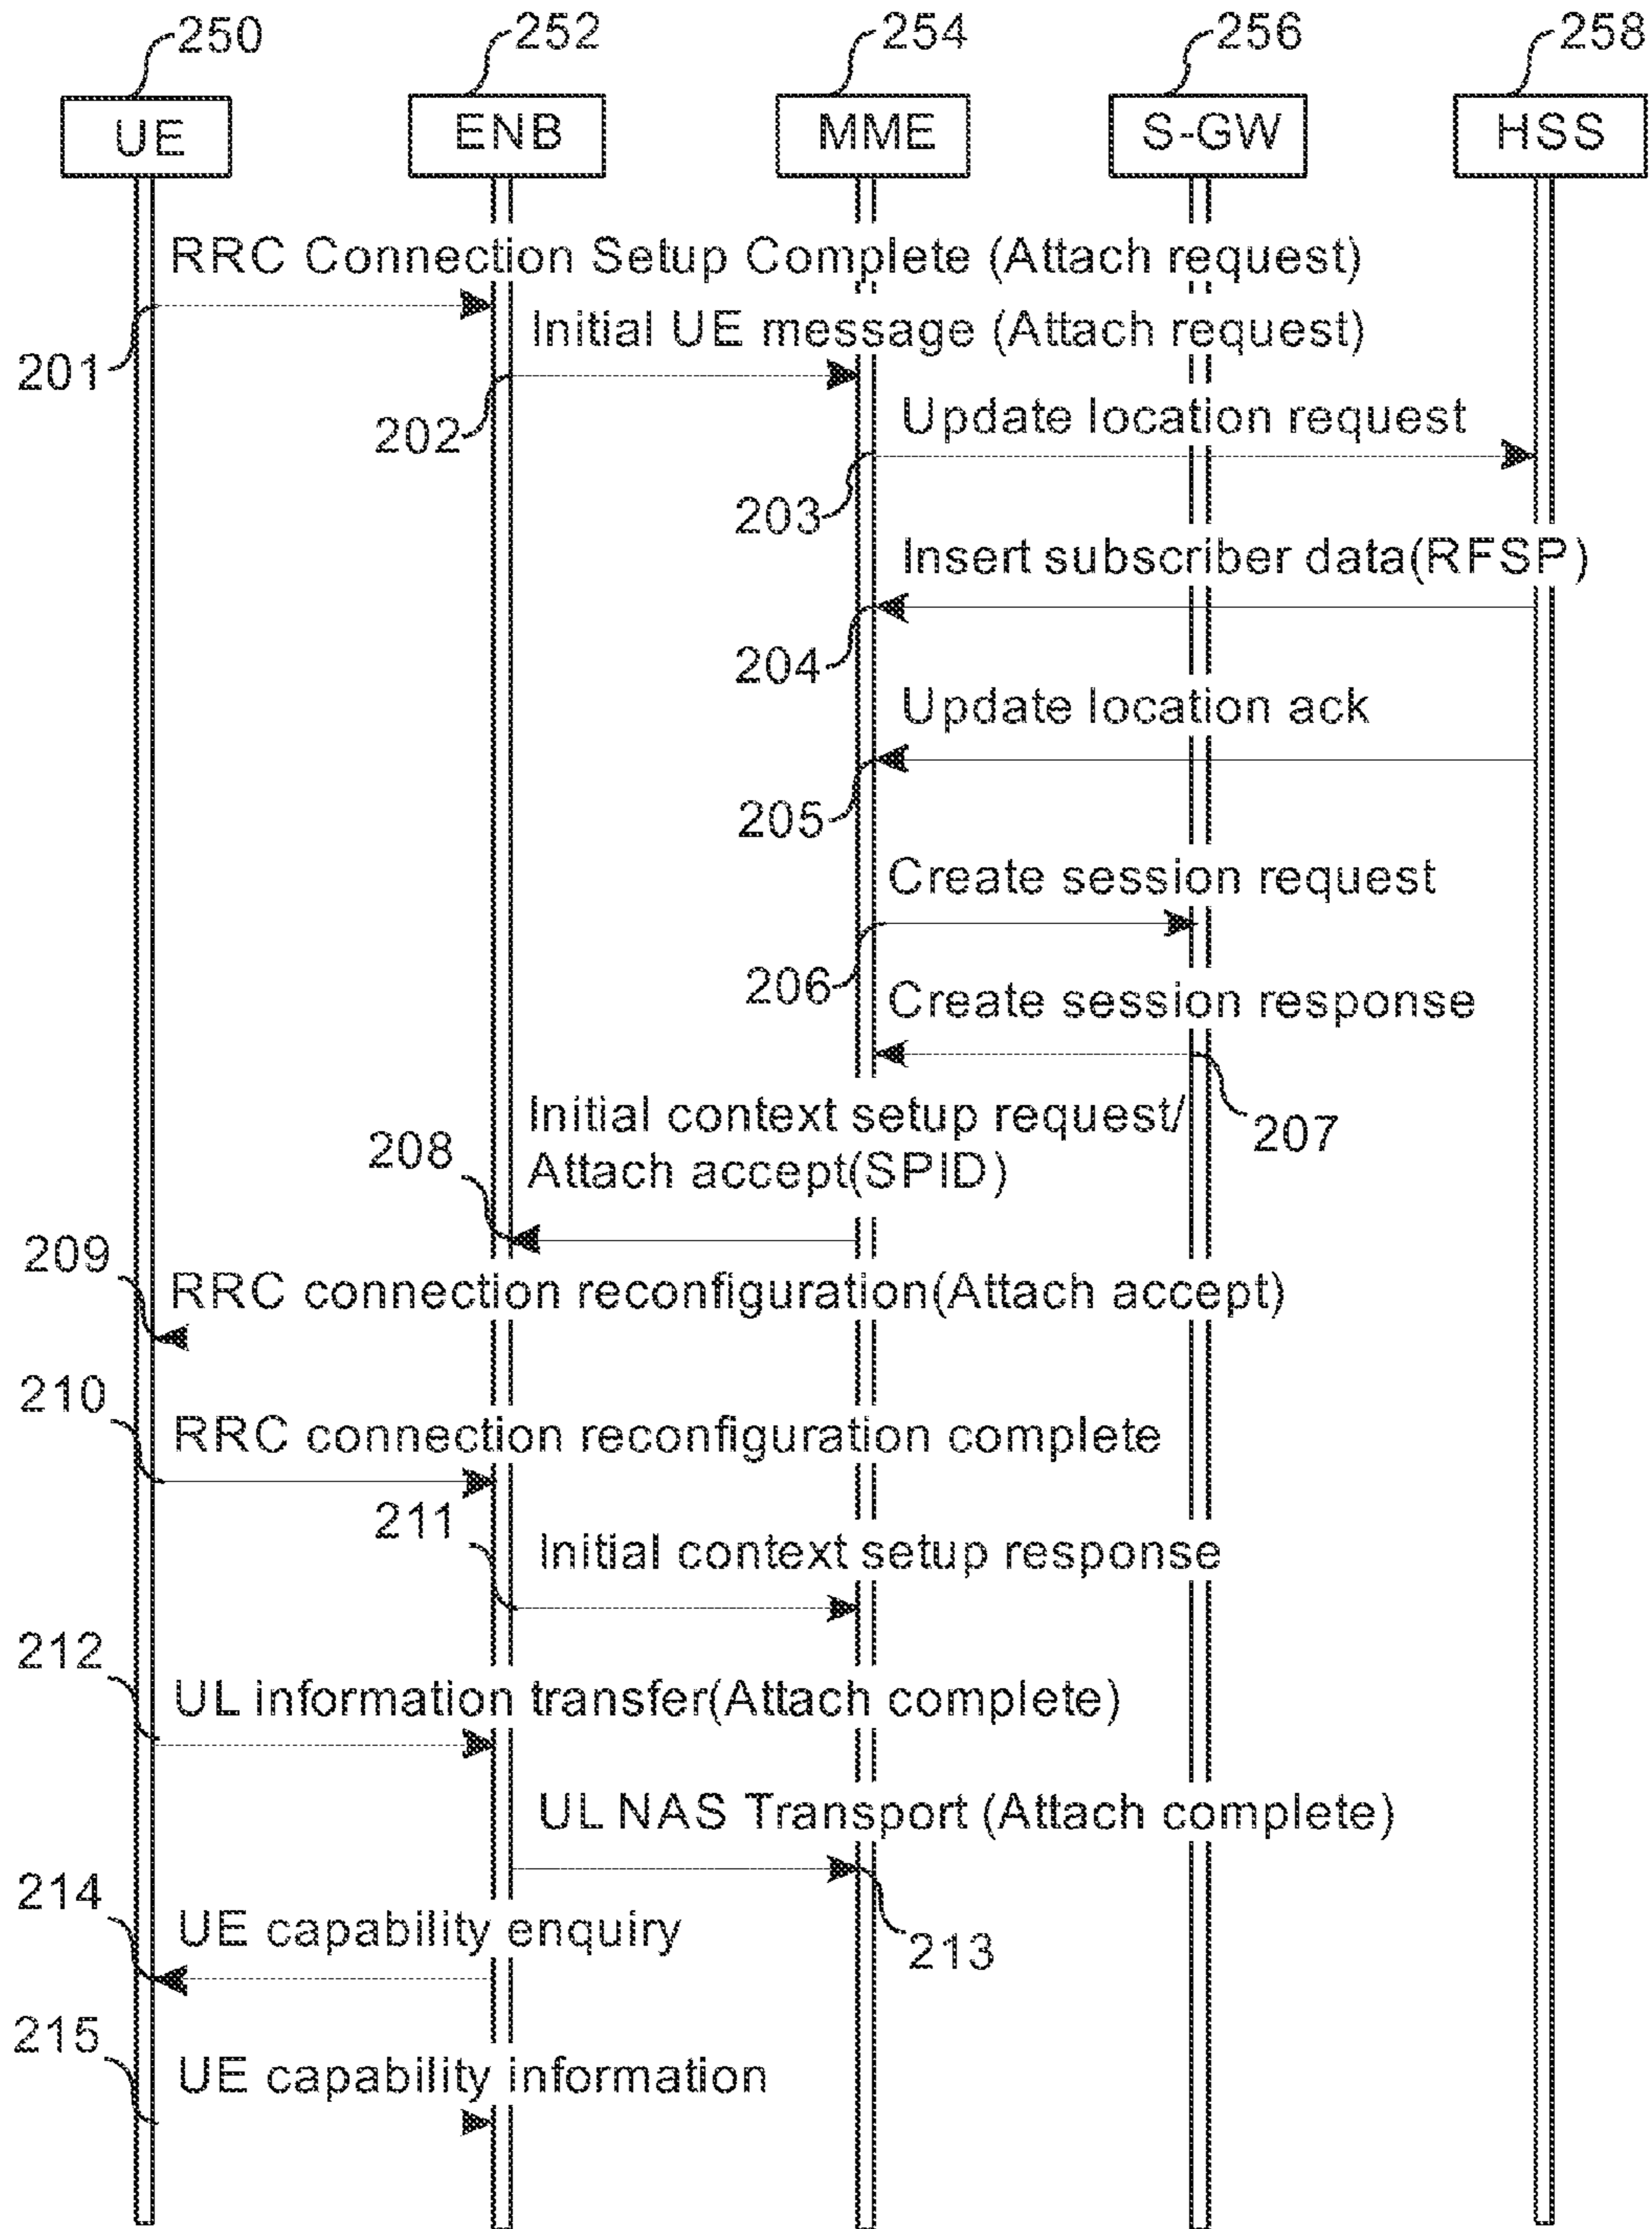 250 252 254 256 258
UE ENB MME S-GW HSS
RRC Connection Setup Complete (Attach request)
201
Initial UE message (Attach request)
202
Update location request
203
Insert subscriber data(RFSP)
204
Update location ack
205
Create session request
206
Create session response
207
Initial context setup request/
Attach accept(SPID)
208
209
RRC connection reconfiguration(Attach accept)
210
RRC connection reconfiguration complete
211
Initial context setup response
212
UL information transfer(Attach complete)
UL NAS Transport (Attach complete)
213
214
UE capability enquiry
215
UE capability information